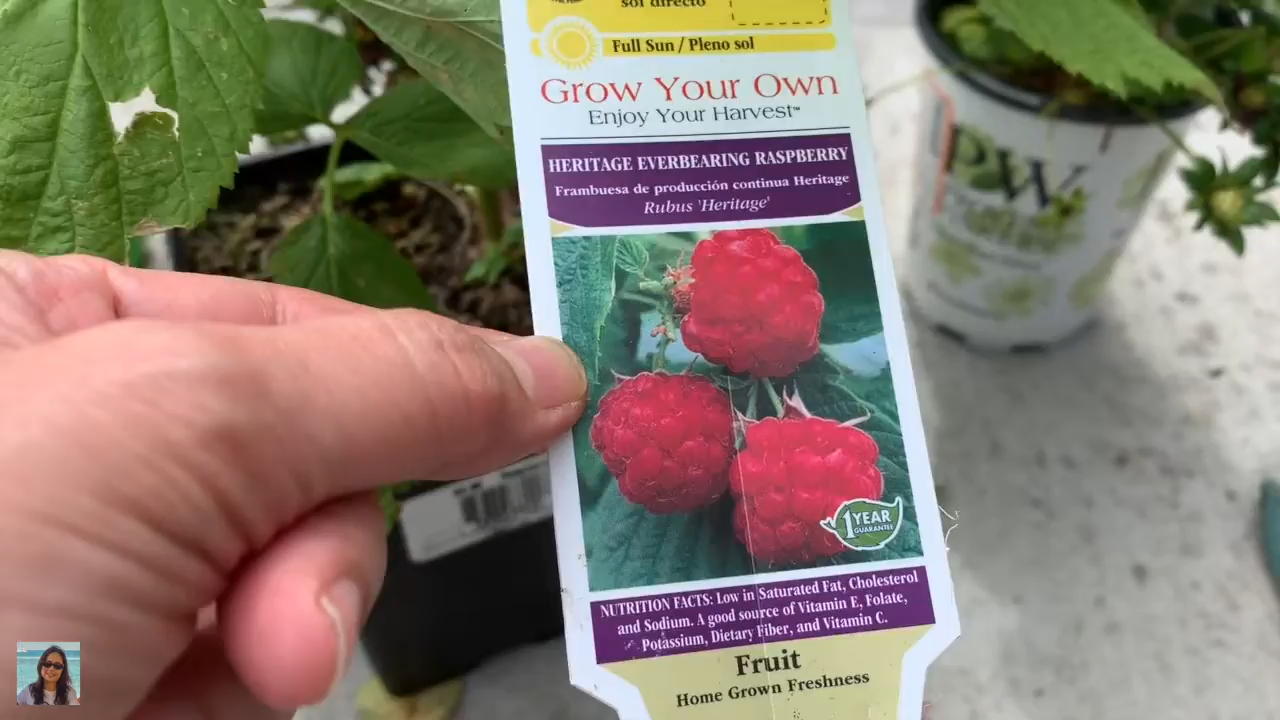 sol directo
Full Sun / Pleno sol
Grow Your Own
Enjoy Your Harvest™
HERITAGE EVERBEARING RASPBERRY
Frambuesa de producción continua Heritage
Rubus 'Heritage'
1 YEAR
GUARANTEE
NUTRITION FACTS: Low in Saturated Fat, Cholesterol
and Sodium. A good source of Vitamin E, Folate,
Potassium, Dietary Fiber, and Vitamin C.
Fruit
Home Grown Freshness
PW